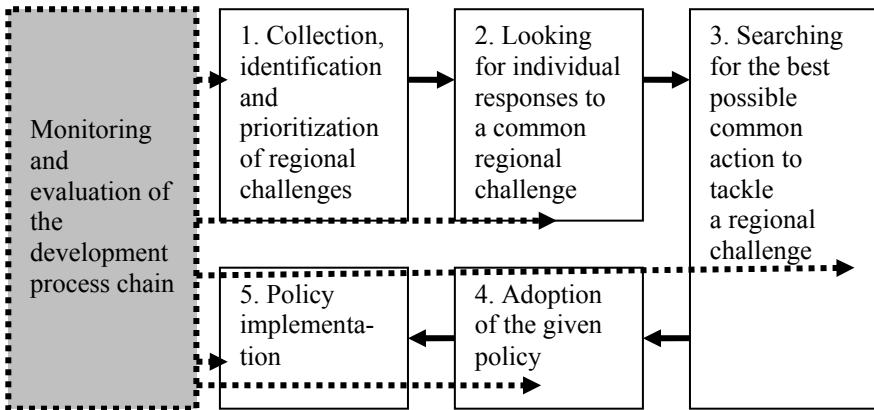 Monitoring
and
evaluation of
the
development
process chain
1. Collection,
identification
and
prioritization
of regional
challenges
2. Looking
for individual
responses to
a common
regional
challenge
3. Searching
for the best
possible
common
action to
tackle
a regional
challenge
4. Adoption
of the given
policy
5. Policy
implementa-
tion